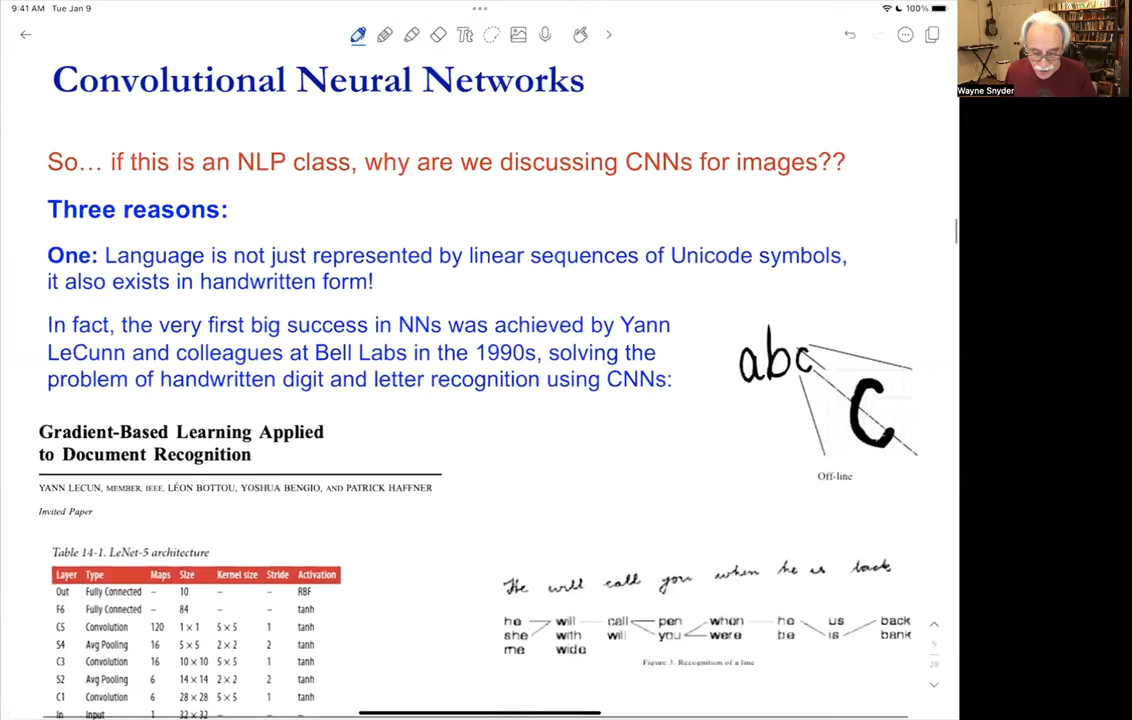 9:41 AM Tue Jan 9
100%
Wayne Snyder
Convolutional Neural Networks
So… if this is an NLP class, why are we discussing CNNs for images??
Three reasons:
One: Language is not just represented by linear sequences of Unicode symbols,
it also exists in handwritten form!
In fact, the very first big success in NNs was achieved by Yann
LeCunn and colleagues at Bell Labs in the 1990s, solving the
problem of handwritten digit and letter recognition using CNNs:
abc
C
Off-line
Gradient-Based Learning Applied
to Document Recognition
YANN LECUN, MEMBER, IEEE, LÉON BOTTOU, YOSHUA BENGIO, AND PATRICK HAFFNER
Invited Paper
Table 14-1. LeNet-5 architecture
Layer Type Maps Size Kernel size Stride Activation
Out Fully Connected – 10 – – RBF
F6 Fully Connected – 84 – – tanh
C5 Convolution 120 1 × 1 5 × 5 1 tanh
S4 Avg Pooling 16 5 × 5 2 × 2 2 tanh
C3 Convolution 16 10 × 10 5 × 5 1 tanh
S2 Avg Pooling 6 14 × 14 2 × 2 2 tanh
C1 Convolution 6 28 × 28 5 × 5 1 tanh
In Input 1 32 × 32 – – –
He will call you when he is back
he will call pen when he us back
she with will you were be is bank
me wide
Figure.1. Recognition of a line
9
28